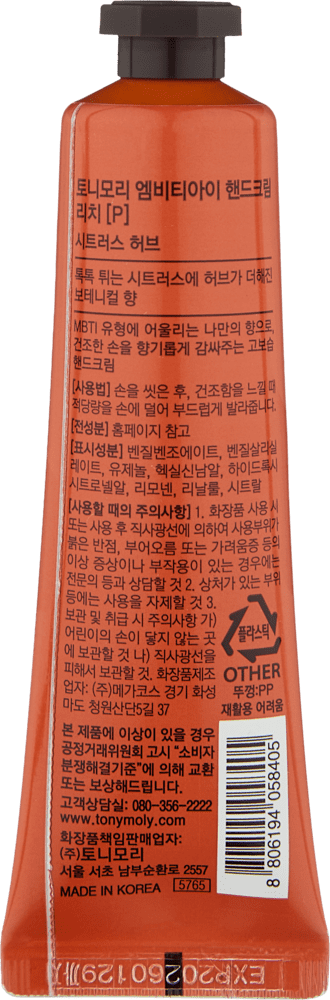 토니모리 엠비티아이 핸드크림
리치 [P]
시트러스 허브
톡톡 튀는 시트러스에 허브가 더해진
보테니컬 향
MBTI 유형에 어울리는 나만의 향으로,
건조한 손을 향기롭게 감싸주는 고보습
핸드크림
[사용법] 손을 씻은 후, 건조함을 느낄 때
적당량을 손에 덜어 부드럽게 발라줍니다.
[전성분] 홈페이지 참고
[표시성분] 벤질벤조에이트, 벤질살리실
레이트, 유제놀, 헥실신남알, 하이드록시
시트로넬알, 리모넨, 리날룰, 시트랄
[사용할 때의 주의사항] 1. 화장품 사용 시
또는 사용 후 직사광선에 의하여 사용부위가
붉은 반점, 부어오름 또는 가려움증 등의
이상 증상이나 부작용이 있는 경우에는
전문의 등과 상담할 것 2. 상처가 있는 부위
등에는 사용을 자제할 것 3.
보관 및 취급 시 주의사항 가)
어린이의 손이 닿지 않는 곳
에 보관할 것 나) 직사광선을
피해서 보관할 것. 화장품제조
업자: (주)메가코스 경기 화성
마도 청원산단5길 37
플라스틱
OTHER
뚜껑:PP
재활용 어려움
본 제품에 이상이 있을 경우
공정거래위원회 고시 "소비자
분쟁해결기준"에 의해 교환
또는 보상해드립니다.
고객상담실: 080-356-2222
www.tonymoly.com
화장품책임판매업자:
(주)토니모리
서울 서초 남부순환로 2557
MADE IN KOREA 5765
8 806194 058405
EXP20260129까지